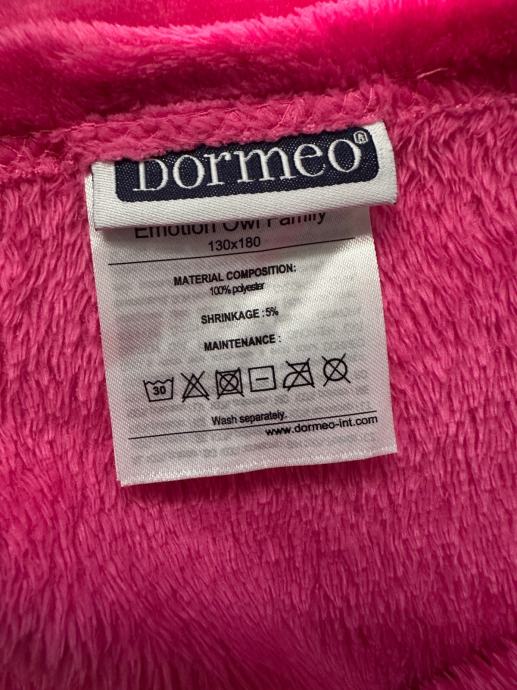 Dormeo®
Emotion Owl Family
130x180
MATERIAL COMPOSITION:
100% polyester
SHRINKAGE :5%
MAINTENANCE :
30
Wash separately.
www.dormeo-int.com